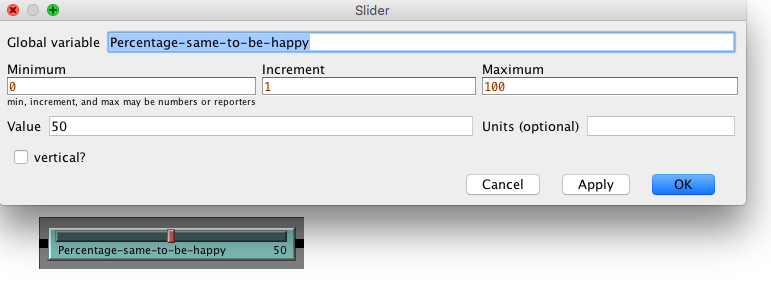 Slider
Global variable Percentage-same-to-be-happy
Minimum Increment Maximum
0 1 100
min, increment, and max may be numbers or reporters
Value 50 Units (optional)
vertical?
Cancel Apply OK
Percentage-same-to-be-happy 50